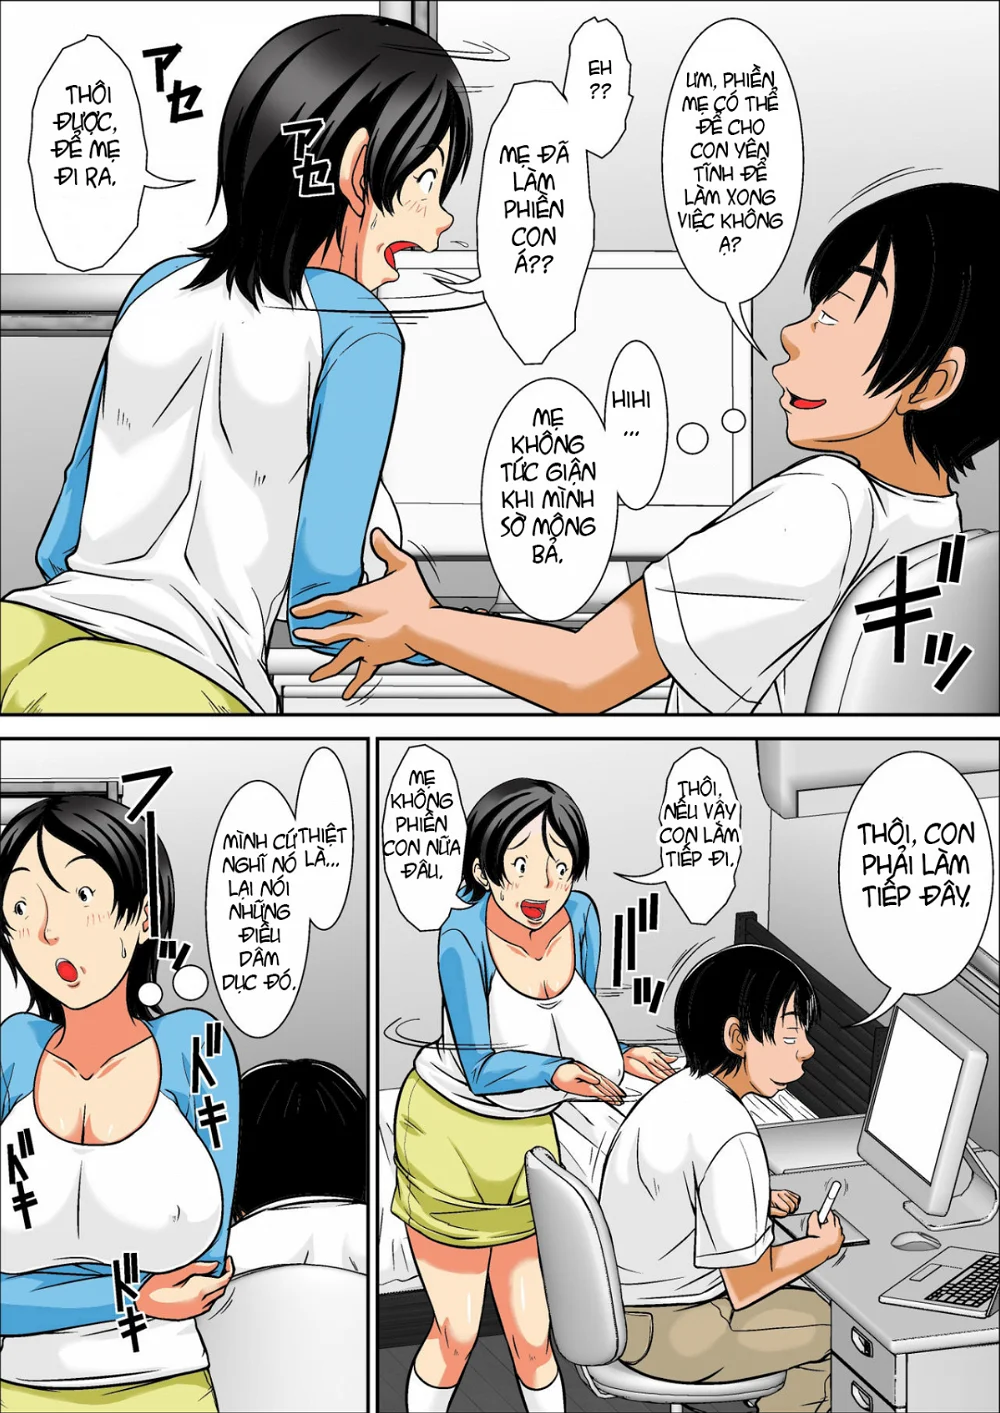 ƯM, PHIỀN
MẸ CÓ THỂ
ĐỂ CHO
CON YÊN
TĨNH ĐỂ
LÀM XONG
VIỆC KHÔNG
Ạ?
EH
??
MẸ ĐÃ
LÀM
PHIỀN
CON
Á??
アセ
アセ
THÔI
ĐƯỢC,
ĐỂ MẸ
ĐI RA.
HIHI
...
MẸ
KHÔNG
TỨC GIẬN
KHI MÌNH
SỜ MÔNG
BẢ.
ギッ
THÔI, CON
PHẢI LÀM
TIẾP ĐÂY.
THÔI,
NẾU VẬY
CON LÀM
TIẾP ĐI.
MẸ
KHÔNG
PHIỀN
CON NỮA
ĐÂU.
THIỆT
LÀ...
MÌNH CỨ
NGHĨ NÓ
LẠI NÓI
NHỮNG
ĐIỀU
DÂM
DỤC ĐÓ.
ドキ
ドキ
ドキ